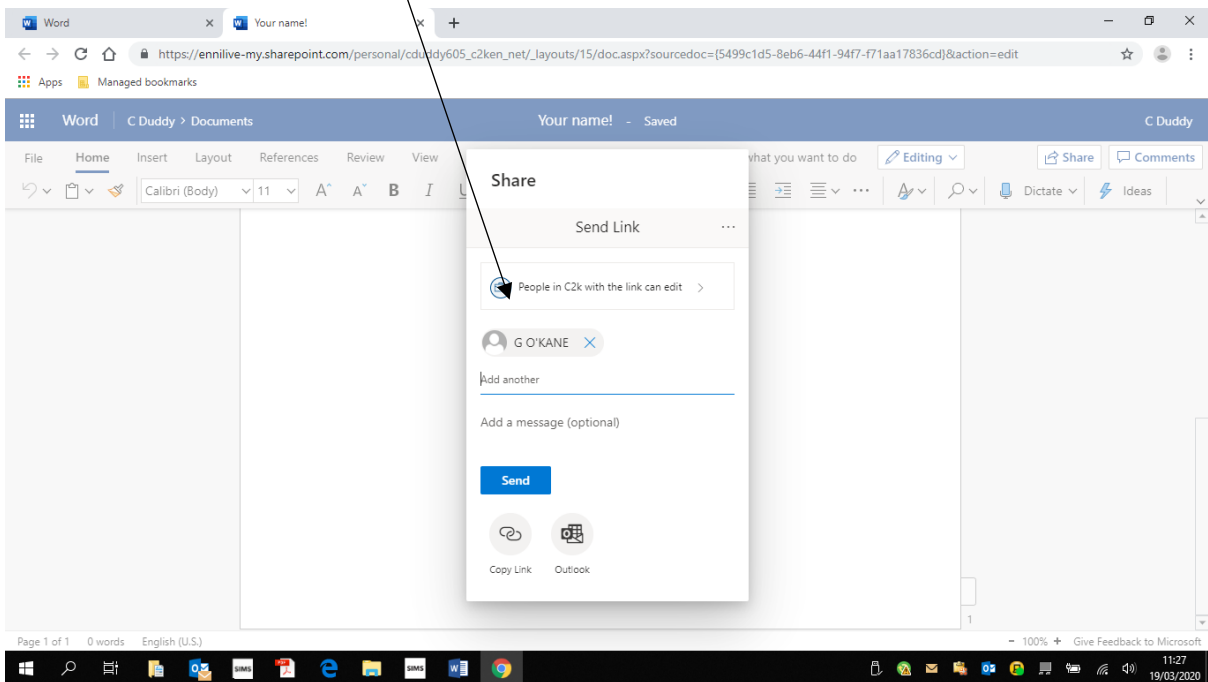 Word
Your name!
https://ennilive-my.sharepoint.com/personal/cduddy605_c2ken_net/_layouts/15/doc.aspx?sourcedoc={5499c1d5-8eb6-44f1-94f7-f71aa17836cd}&action=edit
Apps Managed bookmarks
Word C Duddy > Documents Your name! - Saved C Duddy
File Home Insert Layout References Review View what you want to do Editing Share Comments
Calibri (Body) 11 A A B I U Dictate Ideas
Share
Send Link
People in C2k with the link can edit
G O'KANE
Add another
Add a message (optional)
Send
Copy Link Outlook
1
Page 1 of 1 0 words English (U.S.) - 100% + Give Feedback to Microsoft
SIMS SIMS
11:27
19/03/2020